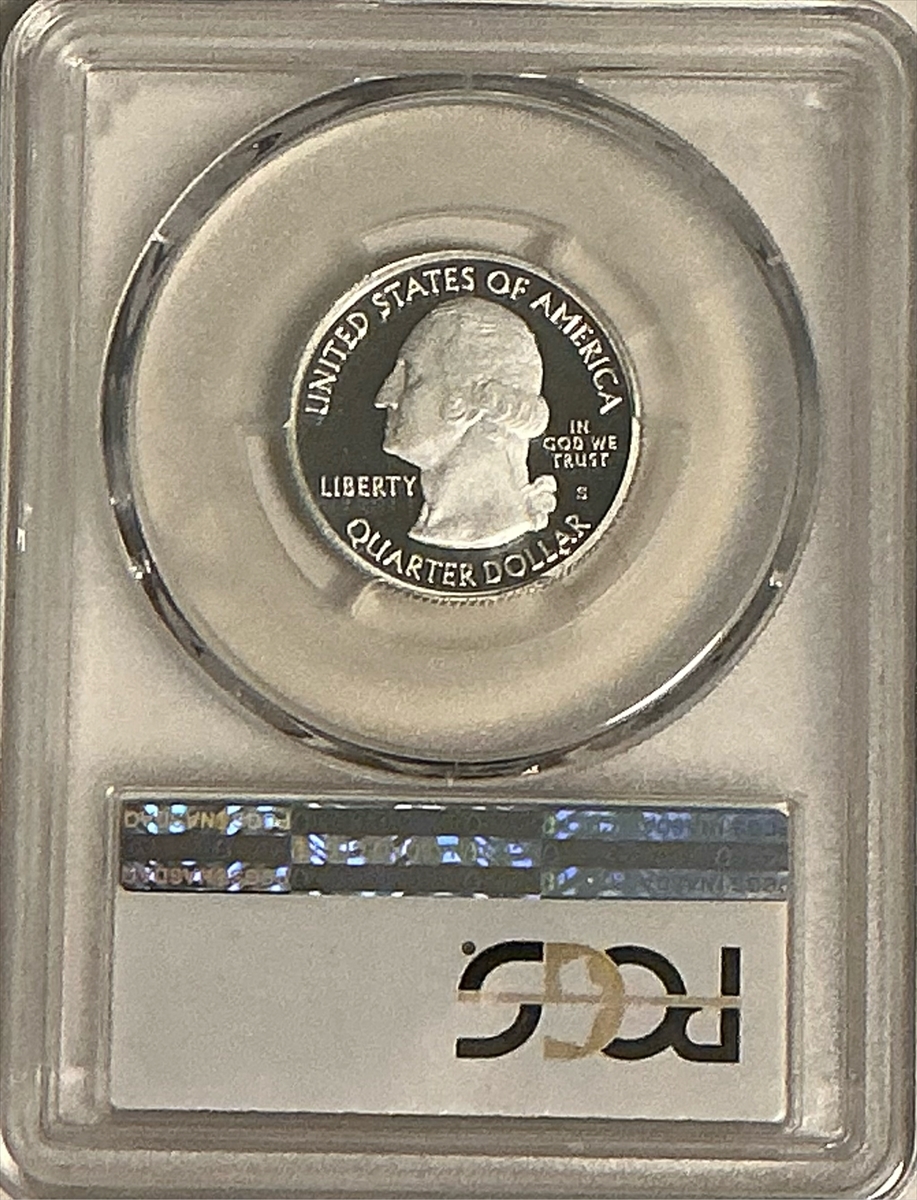 UNITED STATES OF AMERICA
IN
GOD WE
TRUST
LIBERTY
S
QUARTER DOLLAR
PCGS